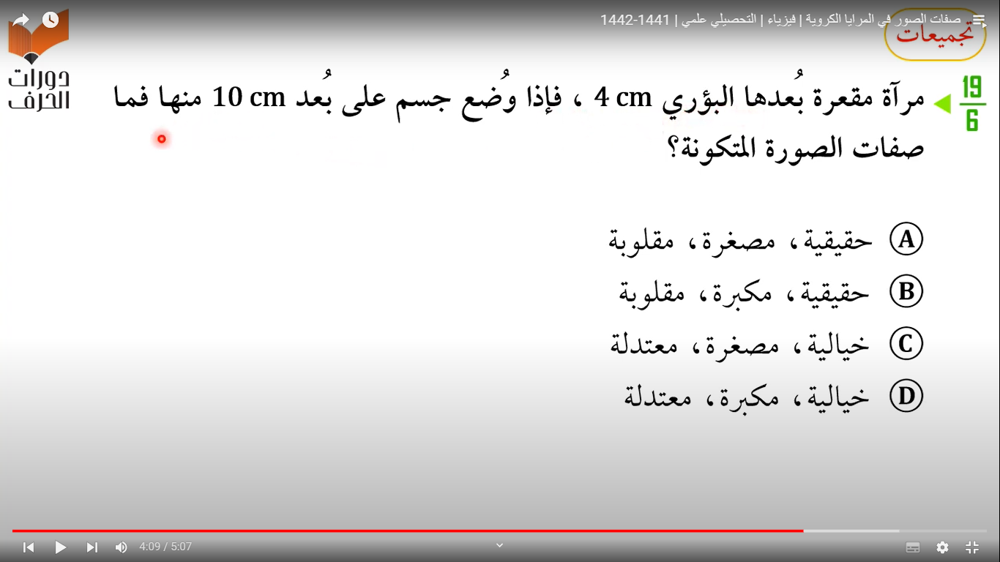 صفات الصور في المرايا الكروية | فيزياء | التحصيلي علمي | 1441-1442
تجميعات
دورات
الحرف
19
6
مرآة مقعرة بُعدها البؤري 4 cm ، فإذا وُضع جسم على بُعد 10 cm منها فما
صفات الصورة المتكونة؟
A حقيقية، مصغرة، مقلوبة
B حقيقية، مكبرة، مقلوبة
C خيالية، مصغرة، معتدلة
D خيالية، مكبرة، معتدلة
4:09 / 5:07